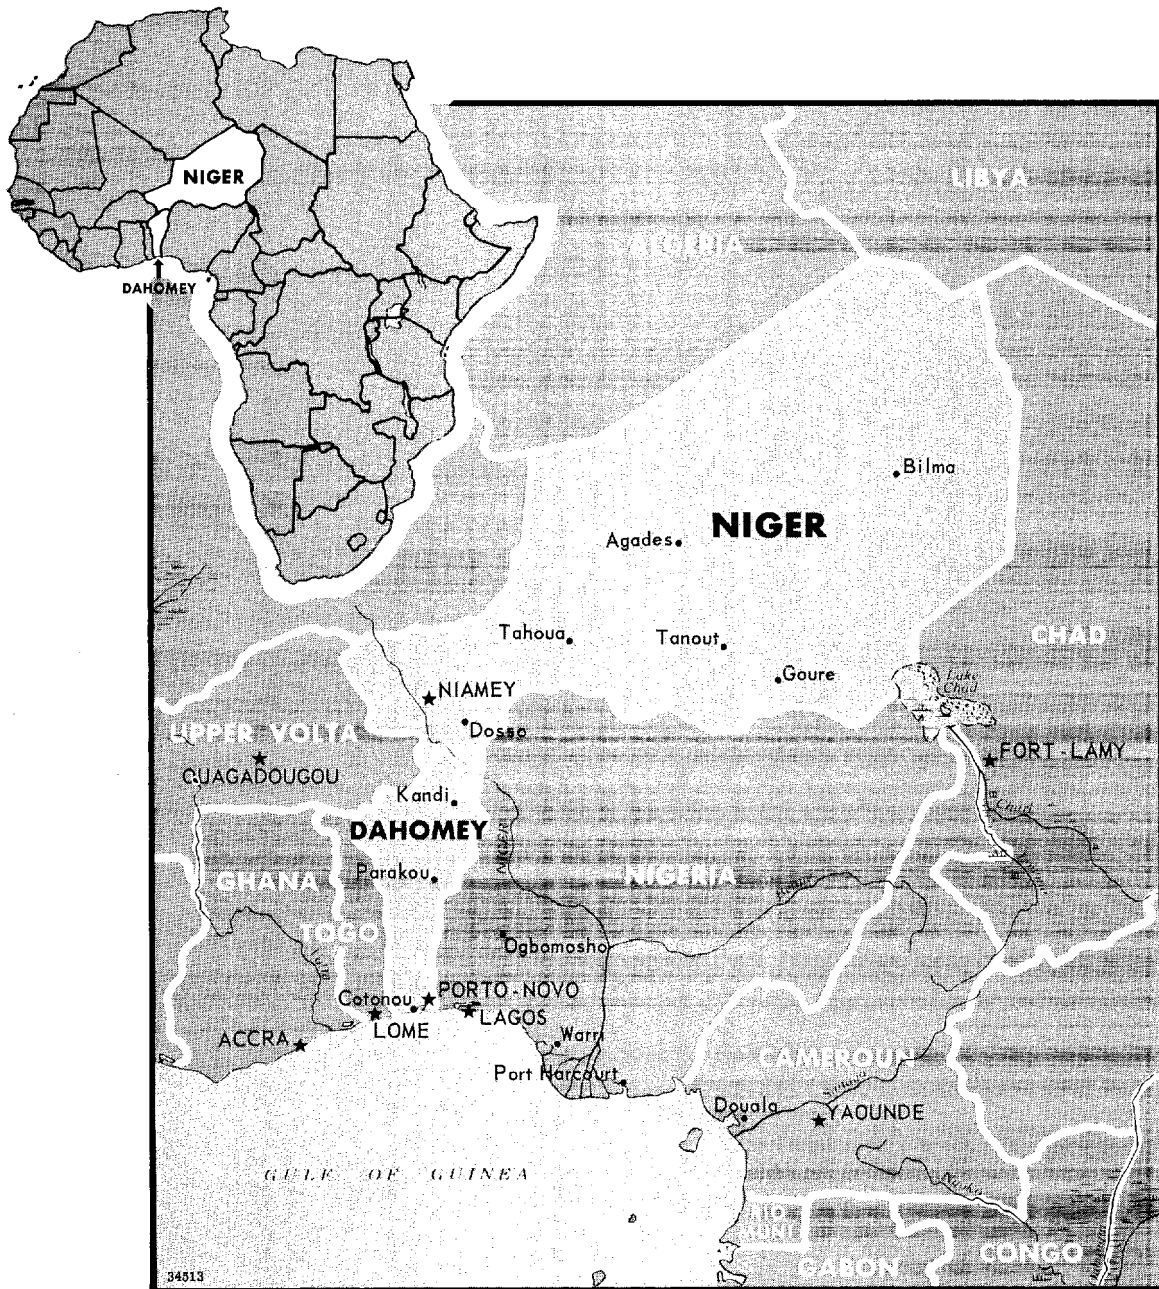 NIGER
DAHOMEY
LIBYA
ALGERIA
Bilma
NIGER
Agades
Tahoua
Tanout
CHAD
Goure
Lake
Chad
NIAMEY
Dosso
UPPER VOLTA
OUAGADOUGOU
FORT-LAMY
Kandi
Chari
DAHOMEY
NIGER
GHANA
Parakou
NIGERIA
Benue
TOGO
Ogbomosho
Volta
Cotonou
PORTO-NOVO
LOME
LAGOS
ACCRA
Warri
CAMEROUN
Port Harcourt
Sanaga
Douala
YAOUNDE
GULF OF GUINEA
RIO
MUNI
GABON
CONGO
34513